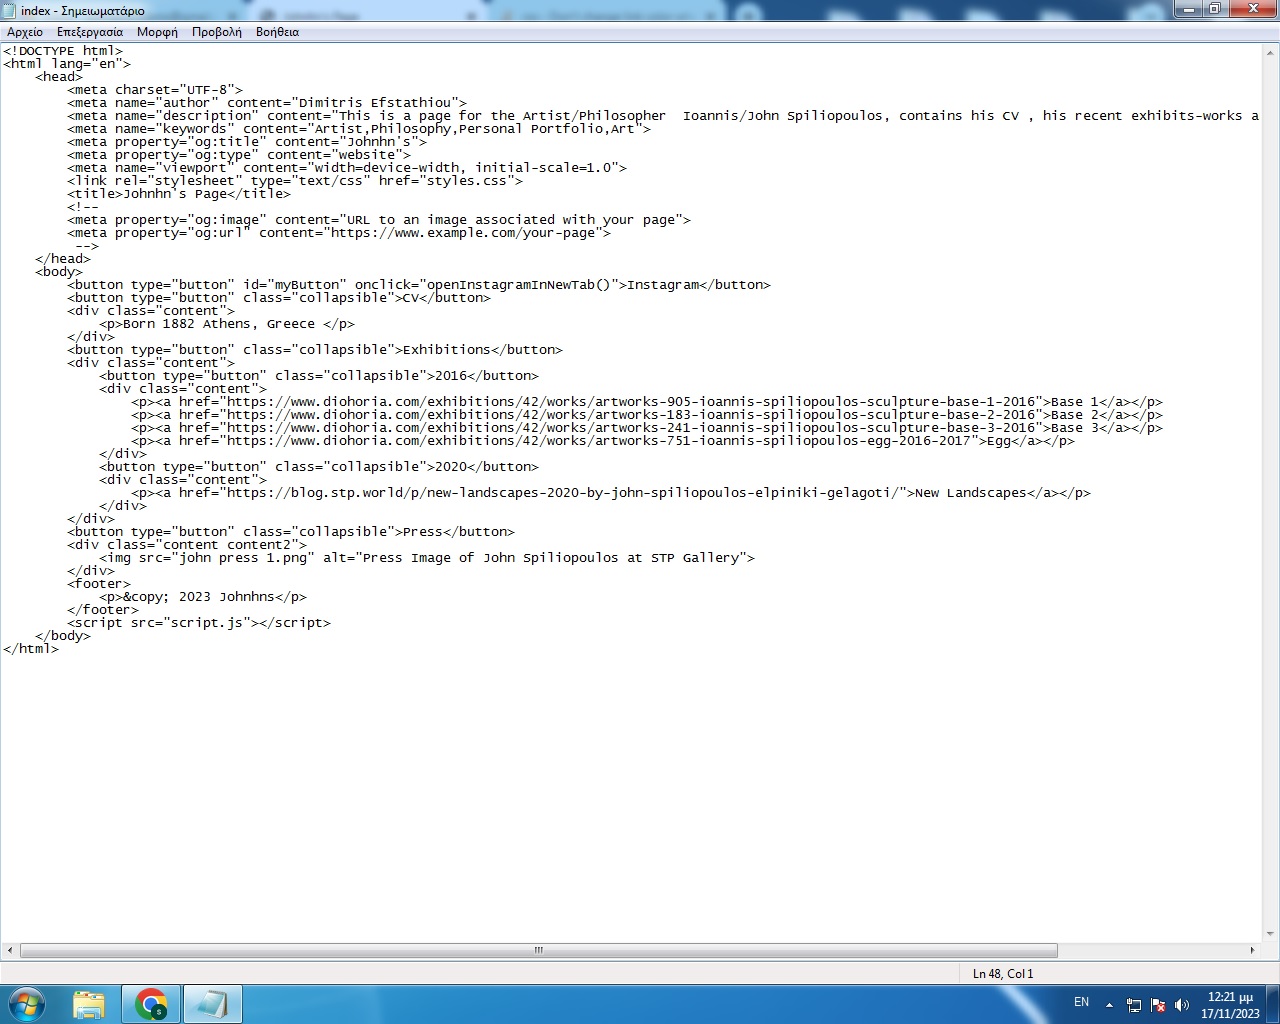 index - Σημειωματάριο
Αρχείο Επεξεργασία Μορφή Προβολή Βοήθεια
<!DOCTYPE html>
<html lang="en">
<head>
<meta charset="UTF-8">
<meta name="author" content="Dimitris Efstathiou">
<meta name="description" content="This is a page for the Artist/Philosopher  Ioannis/John Spiliopoulos, contains his CV , his recent exhibits-works a
<meta name="keywords" content="Artist,Philosophy,Personal Portfolio,Art">
<meta property="og:title" content="Johnhn's">
<meta property="og:type" content="website">
<meta name="viewport" content="width=device-width, initial-scale=1.0">
<link rel="stylesheet" type="text/css" href="styles.css">
<title>Johnhn's Page</title>
<!--
<meta property="og:image" content="URL to an image associated with your page">
<meta property="og:url" content="https://www.example.com/your-page">
-->
</head>
<body>
<button type="button" id="myButton" onclick="openInstagramInNewTab()">Instagram</button>
<button type="button" class="collapsible">CV</button>
<div class="content">
<p>Born 1882 Athens, Greece </p>
</div>
<button type="button" class="collapsible">Exhibitions</button>
<div class="content">
<button type="button" class="collapsible">2016</button>
<div class="content">
<p><a href="https://www.diohoria.com/exhibitions/42/works/artworks-905-ioannis-spiliopoulos-sculpture-base-1-2016">Base 1</a></p>
<p><a href="https://www.diohoria.com/exhibitions/42/works/artworks-183-ioannis-spiliopoulos-sculpture-base-2-2016">Base 2</a></p>
<p><a href="https://www.diohoria.com/exhibitions/42/works/artworks-241-ioannis-spiliopoulos-sculpture-base-3-2016">Base 3</a></p>
<p><a href="https://www.diohoria.com/exhibitions/42/works/artworks-751-ioannis-spiliopoulos-egg-2016-2017">Egg</a></p>
</div>
<button type="button" class="collapsible">2020</button>
<div class="content">
<p><a href="https://blog.stp.world/p/new-landscapes-2020-by-john-spiliopoulos-elpiniki-gelagoti/">New Landscapes</a></p>
</div>
</div>
<button type="button" class="collapsible">Press</button>
<div class="content content2">
<img src="john press 1.png" alt="Press Image of John Spiliopoulos at STP Gallery">
</div>
<footer>
<p>&copy; 2023 Johnhns</p>
</footer>
<script src="script.js"></script>
</body>
</html>
Ln 48, Col 1
EN
12:21 μμ
17/11/2023